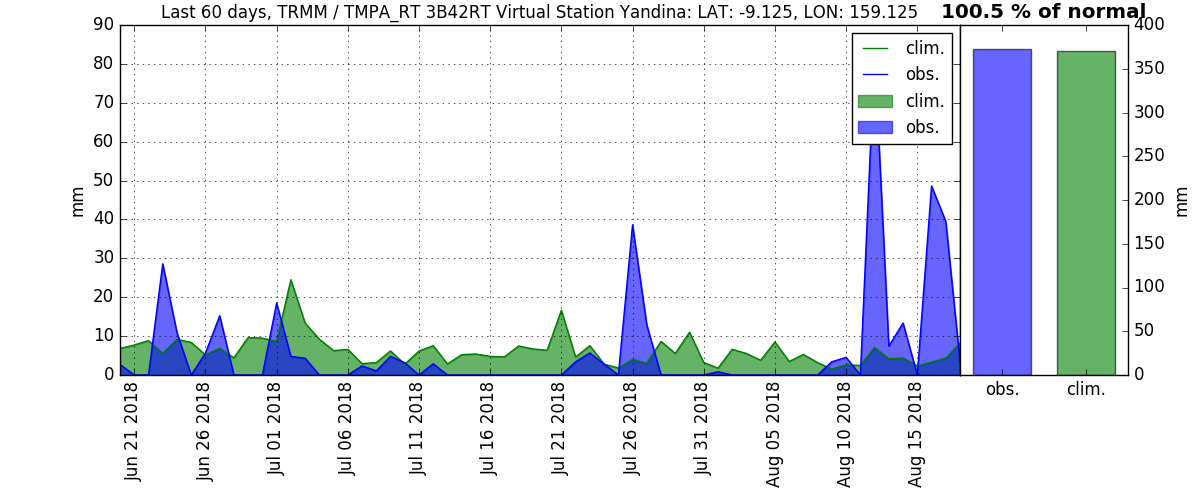 Last 60 days, TRMM / TMPA_RT 3B42RT Virtual Station Yandina: LAT: -9.125, LON: 159.125
100.5 % of normal
90
80
70
60
50
40
30
20
10
0
mm
clim.
obs.
clim.
obs.
400
350
300
250
200
150
100
50
0
mm
Jun 21 2018
Jun 26 2018
Jul 01 2018
Jul 06 2018
Jul 11 2018
Jul 16 2018
Jul 21 2018
Jul 26 2018
Jul 31 2018
Aug 05 2018
Aug 10 2018
Aug 15 2018
obs.
clim.